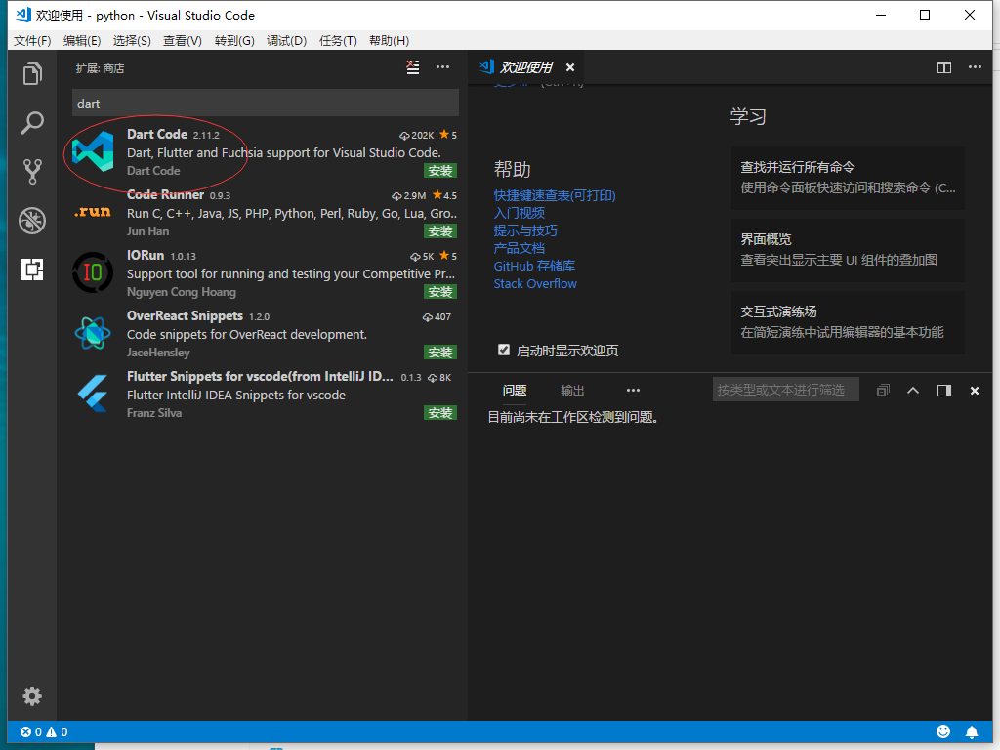 欢迎使用 - python - Visual Studio Code
文件(F) 编辑(E) 选择(S) 查看(V) 转到(G) 调试(D) 任务(T) 帮助(H)
扩展: 商店
dart
Dart Code 2.11.2 202K ★ 5
Dart, Flutter and Fuchsia support for Visual Studio Code.
Dart Code 安装
Code Runner 0.9.3 2.9M ★ 4.5
.run
Run C, C++, Java, JS, PHP, Python, Perl, Ruby, Go, Lua, Gro..
Jun Han 安装
IORun 1.0.13 5K ★ 5
IO
Support tool for running and testing your Competitive Pr...
Nguyen Cong Hoang 安装
OverReact Snippets 1.2.0 407
Code snippets for OverReact development.
JaceHensley 安装
Flutter Snippets for vscode(from IntelliJ ID... 0.1.3 8K
Flutter IntelliJ IDEA Snippets for vscode
Franz Silva 安装
欢迎使用
帮助
快捷键速查表(可打印)
入门视频
提示与技巧
产品文档
GitHub 存储库
Stack Overflow
启动时显示欢迎页
学习
查找并运行所有命令
使用命令面板快速访问和搜索命令 (C...
界面概览
查看突出显示主要 UI 组件的叠加图
交互式演练场
在简短演练中试用编辑器的基本功能
问题 输出 ··· 按类型或文本进行筛选
目前尚未在工作区检测到问题。
0 0